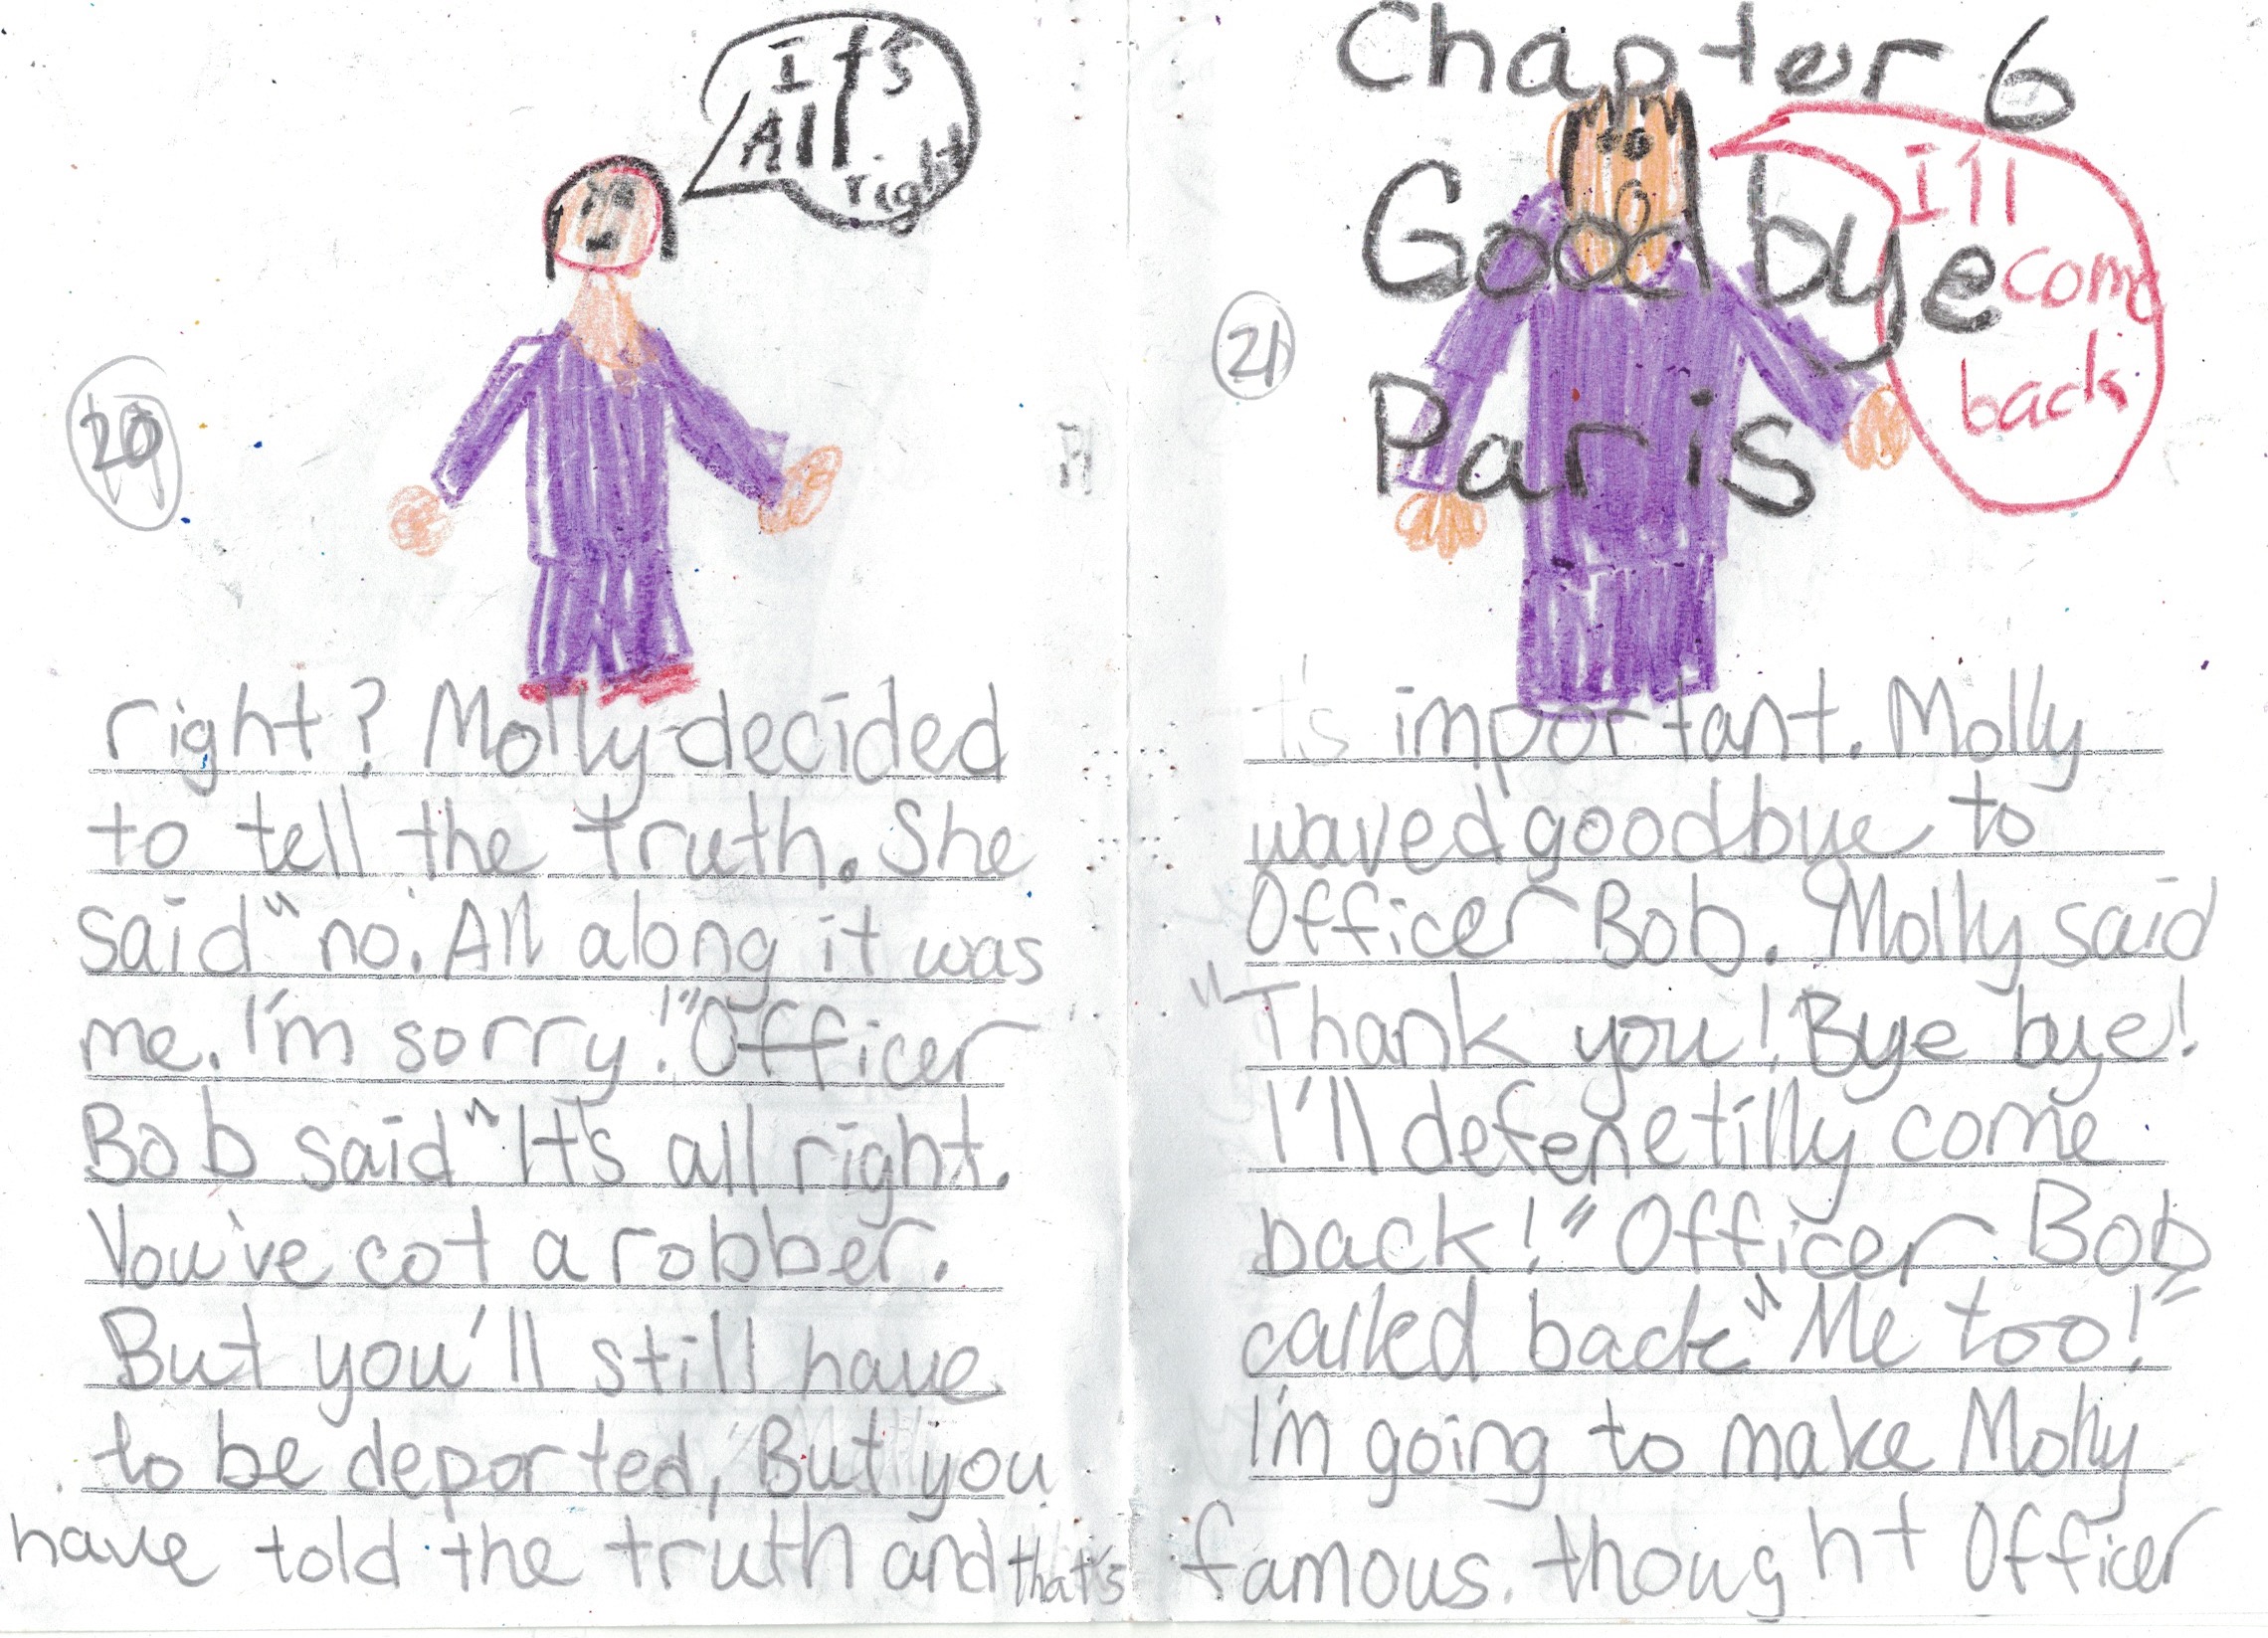 It's
All
right
20
right? Molly decided
to tell the truth. She
said "no. All along it was
me. I'm sorry!" Officer
Bob said "It's all right.
You've cot a robber.
But you'll still have
to be deported, But you
have told the truth and that's
Chapter 6
Goodbye
Paris
I'll
come
back
21
t's important. Molly
waved goodbye to
Officer Bob. Molly said
"Thank you! Bye bye!
I'll defenetilly come
back!" Officer Bob
called back "Me too!"
I'm going to make Molly
famous. thought Officer